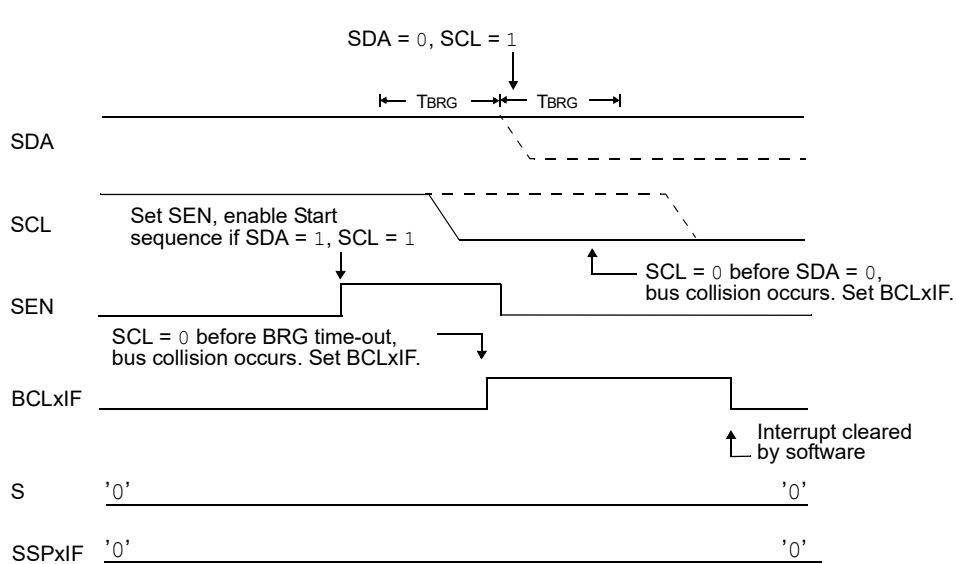 SDA = 0, SCL = 1
TBRG TBRG
SDA
SCL
Set SEN, enable Start
sequence if SDA = 1, SCL = 1
SCL = 0 before SDA = 0,
bus collision occurs. Set BCLxIF.
SEN
SCL = 0 before BRG time-out,
bus collision occurs. Set BCLxIF.
BCLxIF
Interrupt cleared
by software
S '0' '0'
SSPxIF '0' '0'